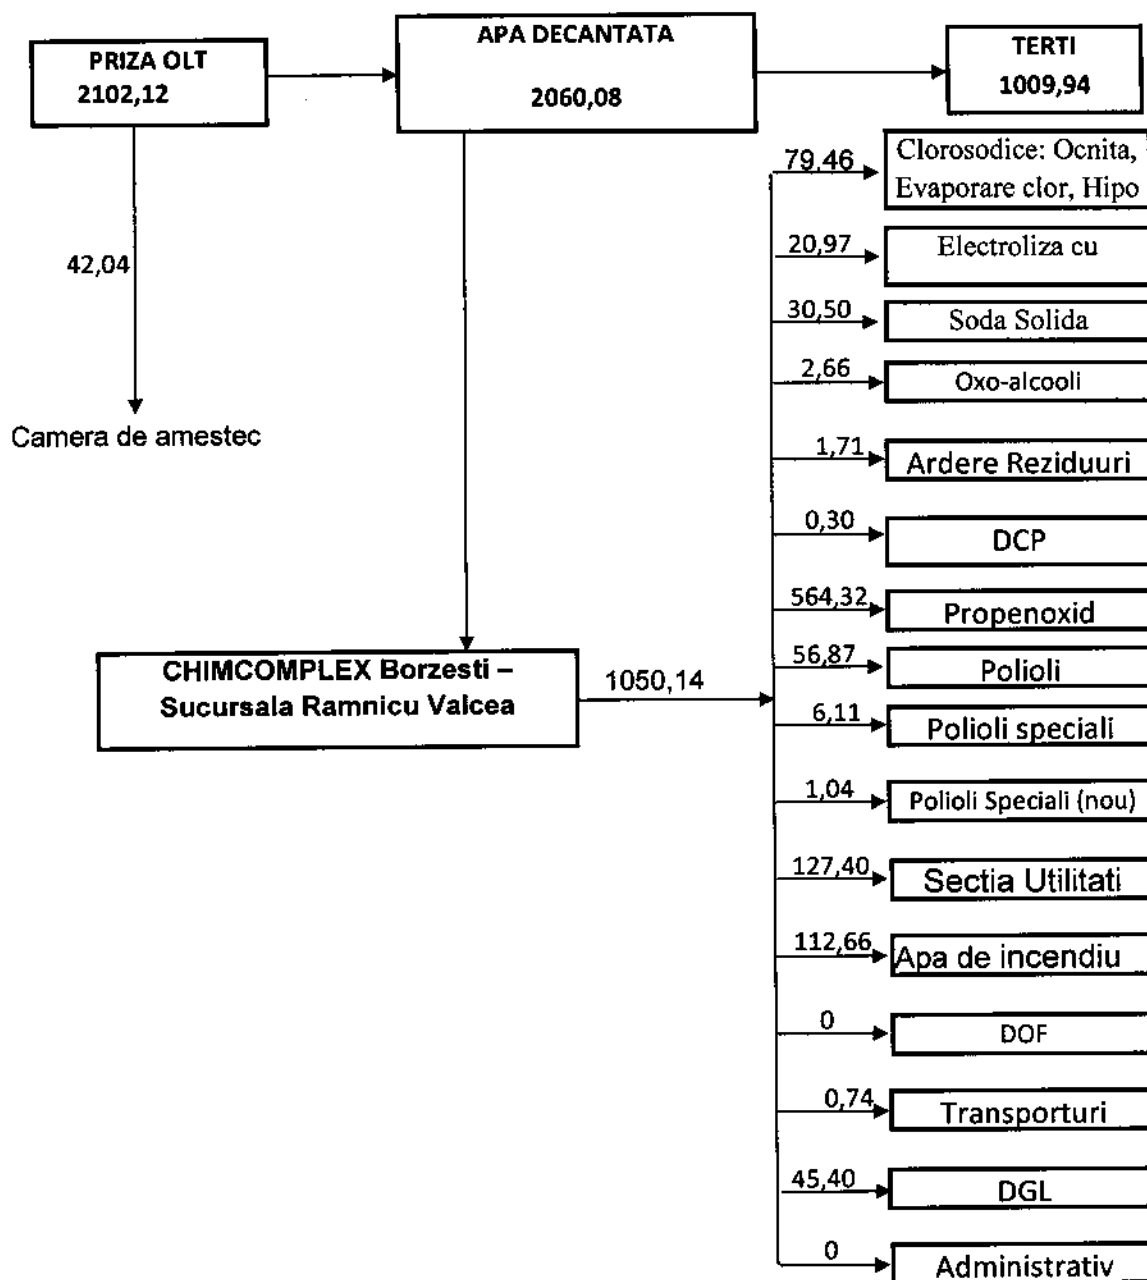 PRIZA OLT
2102,12
APA DECANTATA
2060,08
TERTI
1009,94
42,04
Camera de amestec
CHIMCOMPLEX Borzesti –
Sucursala Ramnicu Valcea
1050,14
79,46
Clorosodice: Ocnita,
Evaporare clor, Hipo
20,97
Electroliza cu
30,50
Soda Solida
2,66
Oxo-alcooli
1,71
Ardere Reziduuri
0,30
DCP
564,32
Propenoxid
56,87
Polioli
6,11
Polioli speciali
1,04
Polioli Speciali (nou)
127,40
Sectia Utilitati
112,66
Apa de incendiu
0
DOF
0,74
Transporturi
45,40
DGL
0
Administrativ